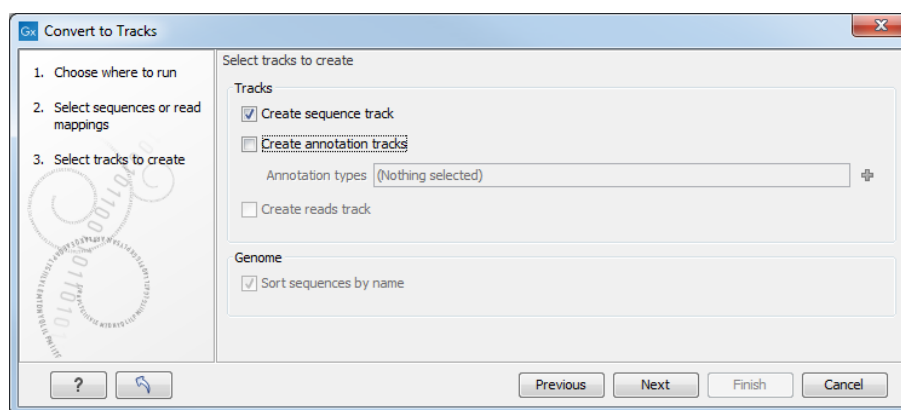 Gx Convert to Tracks
1. Choose where to run
2. Select sequences or read
mappings
3. Select tracks to create
Select tracks to create
Tracks
Create sequence track
Create annotation tracks
Annotation types (Nothing selected)
Create reads track
Genome
Sort sequences by name
?
Previous Next Finish Cancel